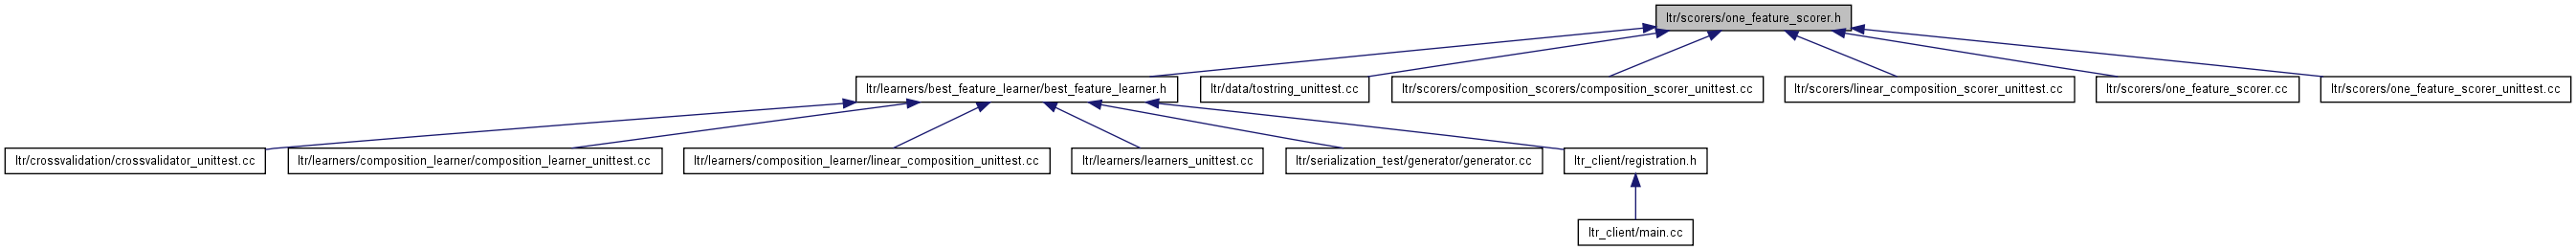 ltr/scorers/one_feature_scorer.h
ltr/learners/best_feature_learner/best_feature_learner.h
ltr/data/tostring_unittest.cc
ltr/scorers/composition_scorers/composition_scorer_unittest.cc
ltr/scorers/linear_composition_scorer_unittest.cc
ltr/scorers/one_feature_scorer.cc
ltr/scorers/one_feature_scorer_unittest.cc
ltr/crossvalidation/crossvalidator_unittest.cc
ltr/learners/composition_learner/composition_learner_unittest.cc
ltr/learners/composition_learner/linear_composition_unittest.cc
ltr/learners/learners_unittest.cc
ltr/serialization_test/generator/generator.cc
ltr_client/registration.h
ltr_client/main.cc